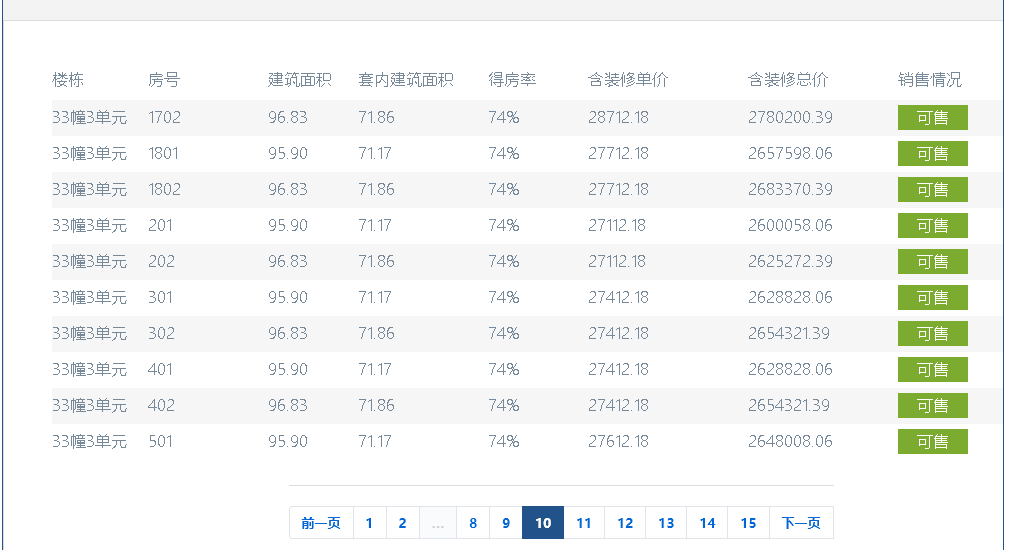 楼栋 房号 建筑面积 套内建筑面积 得房率 含装修单价 含装修总价 销售情况
33幢3单元 1702 96.83 71.86 74% 28712.18 2780200.39 可售
33幢3单元 1801 95.90 71.17 74% 27712.18 2657598.06 可售
33幢3单元 1802 96.83 71.86 74% 27712.18 2683370.39 可售
33幢3单元 201 95.90 71.17 74% 27112.18 2600058.06 可售
33幢3单元 202 96.83 71.86 74% 27112.18 2625272.39 可售
33幢3单元 301 95.90 71.17 74% 27412.18 2628828.06 可售
33幢3单元 302 96.83 71.86 74% 27412.18 2654321.39 可售
33幢3单元 401 95.90 71.17 74% 27412.18 2628828.06 可售
33幢3单元 402 96.83 71.86 74% 27412.18 2654321.39 可售
33幢3单元 501 95.90 71.17 74% 27612.18 2648008.06 可售
前一页 1 2 ... 8 9 10 11 12 13 14 15 下一页